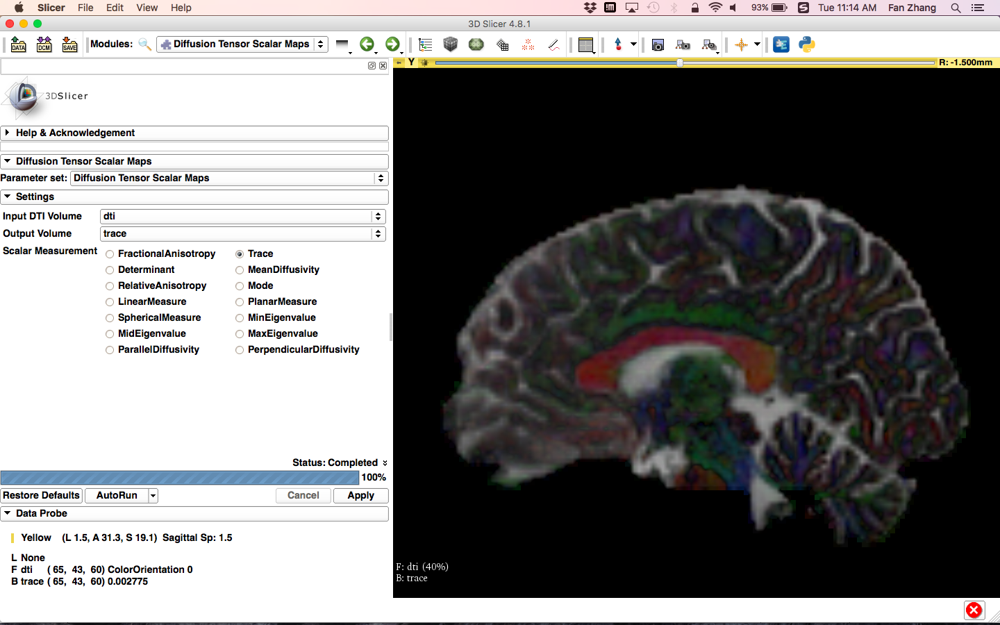 Slicer File Edit View Help 93% Tue 11:14 AM Fan Zhang
3D Slicer 4.8.1
DATA DCM SAVE Modules: Diffusion Tensor Scalar Maps
Y R: -1.500mm
3DSlicer
Help & Acknowledgement
Diffusion Tensor Scalar Maps
Parameter set: Diffusion Tensor Scalar Maps
Settings
Input DTI Volume dti
Output Volume trace
Scalar Measurement FractionalAnisotropy Trace
Determinant MeanDiffusivity
RelativeAnisotropy Mode
LinearMeasure PlanarMeasure
SphericalMeasure MinEigenvalue
MidEigenvalue MaxEigenvalue
ParallelDiffusivity PerpendicularDiffusivity
Status: Completed
100%
Restore Defaults AutoRun Cancel Apply
Data Probe
Yellow (L 1.5, A 31.3, S 19.1) Sagittal Sp: 1.5
L None
F dti ( 65, 43, 60) ColorOrientation 0
B trace ( 65, 43, 60) 0.002775
F: dti (40%)
B: trace